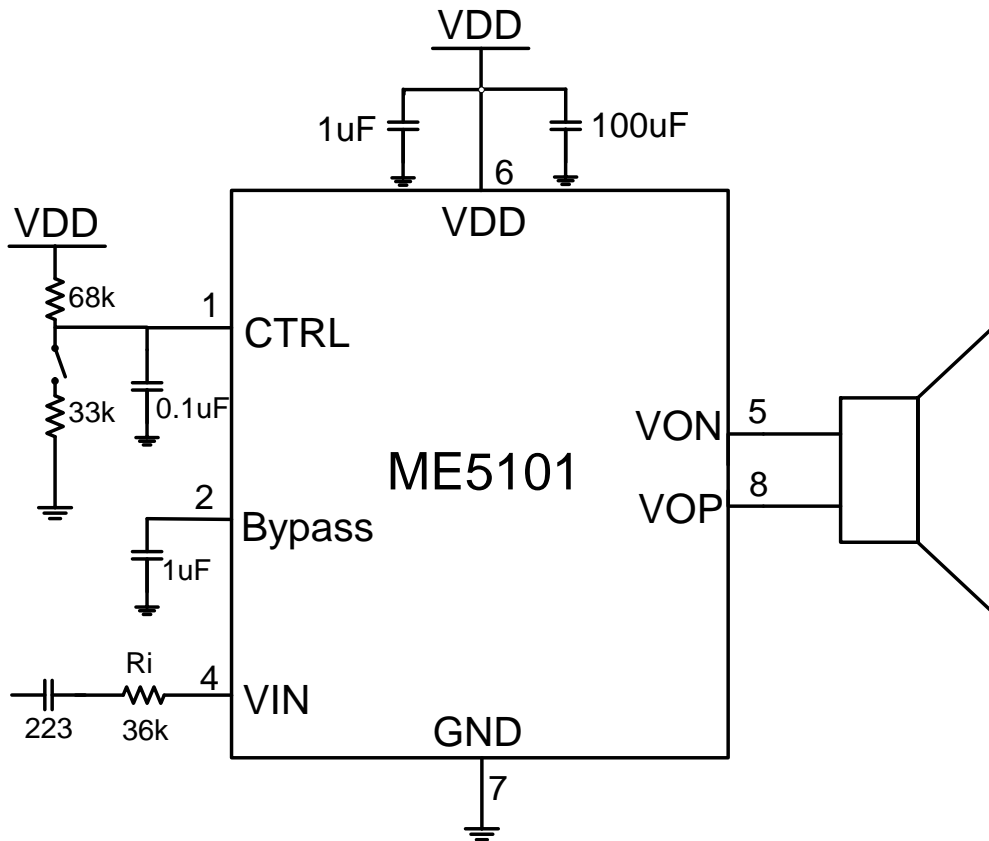 VDD
1uF
100uF
6
VDD
VDD
68k
1
CTRL
33k
0.1uF
VON
5
ME5101
2
Bypass
VOP
8
1uF
Ri
4
VIN
223
36k
GND
7